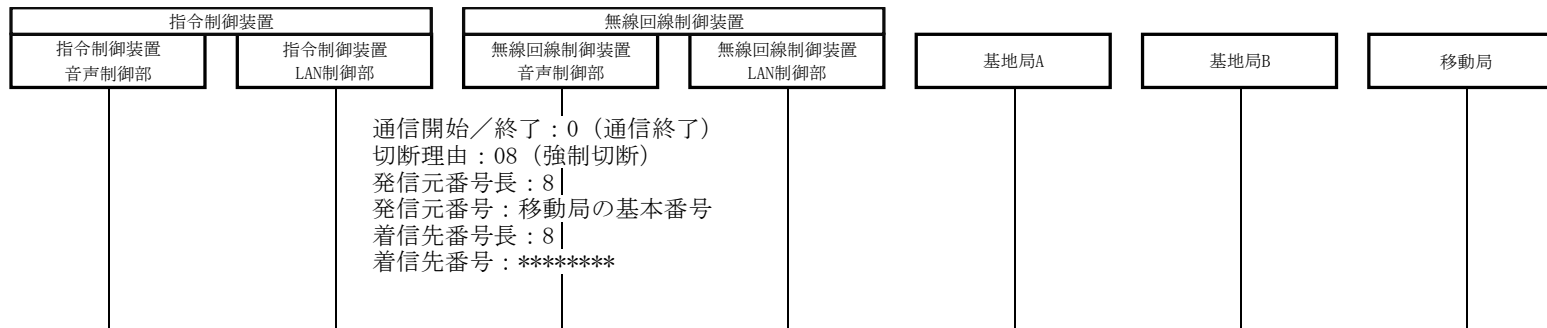 指令制御装置
無線回線制御装置
指令制御装置
音声制御部
指令制御装置
LAN制御部
無線回線制御装置
音声制御部
無線回線制御装置
LAN制御部
基地局A
基地局B
移動局
通信開始／終了：0（通信終了）
切断理由：08（強制切断）
発信元番号長：8
発信元番号：移動局の基本番号
着信先番号長：8
着信先番号：********